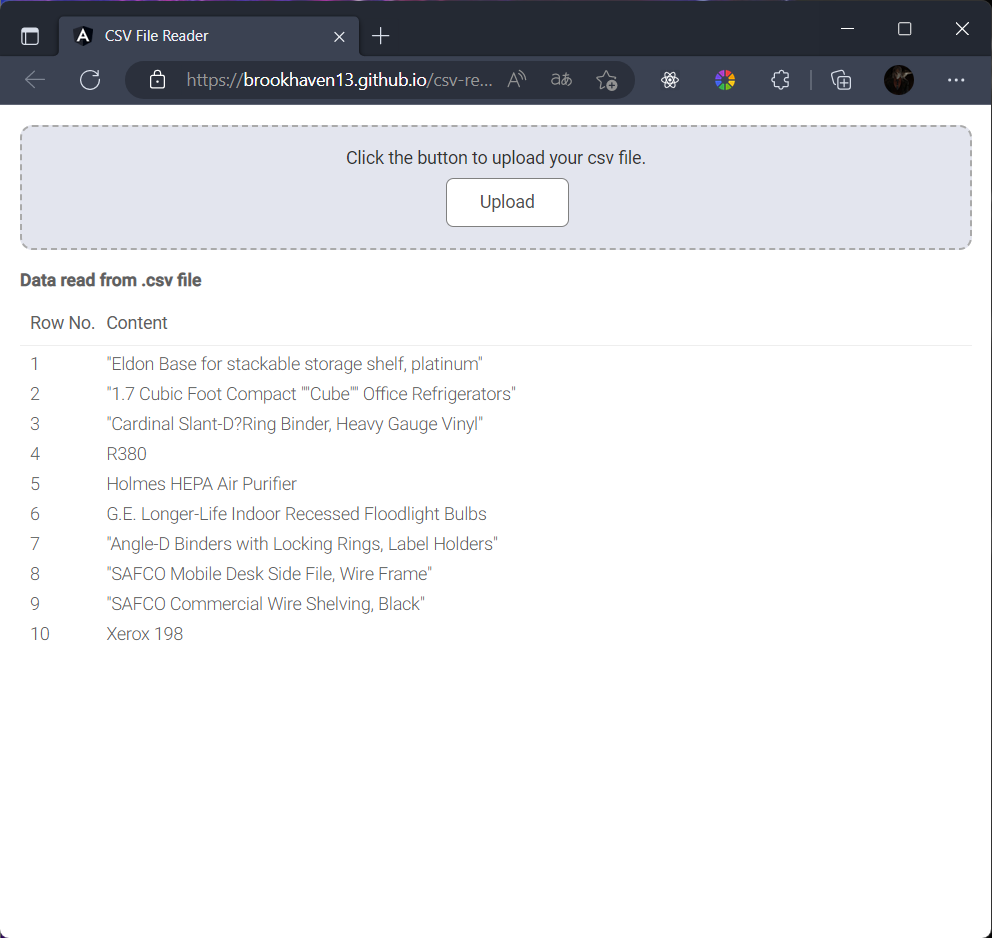 CSV File Reader
https://brookhaven13.github.io/csv-re...
Click the button to upload your csv file.
Upload
Data read from .csv file
Row No. Content
1 "Eldon Base for stackable storage shelf, platinum"
2 "1.7 Cubic Foot Compact ""Cube"" Office Refrigerators"
3 "Cardinal Slant-D?Ring Binder, Heavy Gauge Vinyl"
4 R380
5 Holmes HEPA Air Purifier
6 G.E. Longer-Life Indoor Recessed Floodlight Bulbs
7 "Angle-D Binders with Locking Rings, Label Holders"
8 "SAFCO Mobile Desk Side File, Wire Frame"
9 "SAFCO Commercial Wire Shelving, Black"
10 Xerox 198